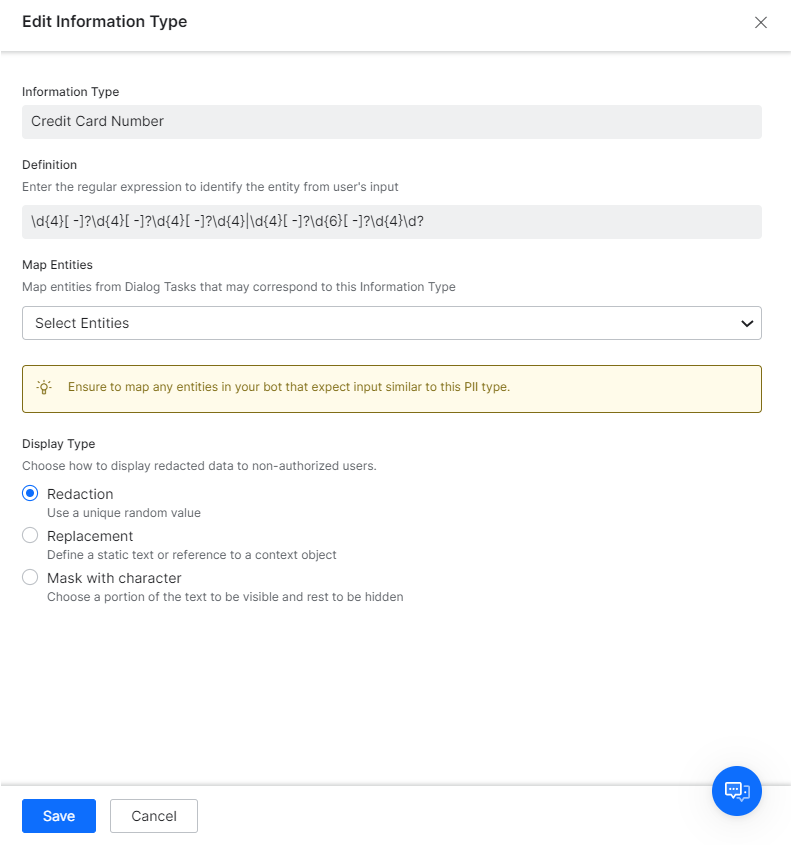 Edit Information Type
Information Type
Credit Card Number
Definition
Enter the regular expression to identify the entity from user's input
\d{4}[ -]?\d{4}[ -]?\d{4}[ -]?\d{4}|\d{4}[ -]?\d{6}[ -]?\d{4}\d?
Map Entities
Map entities from Dialog Tasks that may correspond to this Information Type
Select Entities
Ensure to map any entities in your bot that expect input similar to this PII type.
Display Type
Choose how to display redacted data to non-authorized users.
Redaction
Use a unique random value
Replacement
Define a static text or reference to a context object
Mask with character
Choose a portion of the text to be visible and rest to be hidden
Save
Cancel